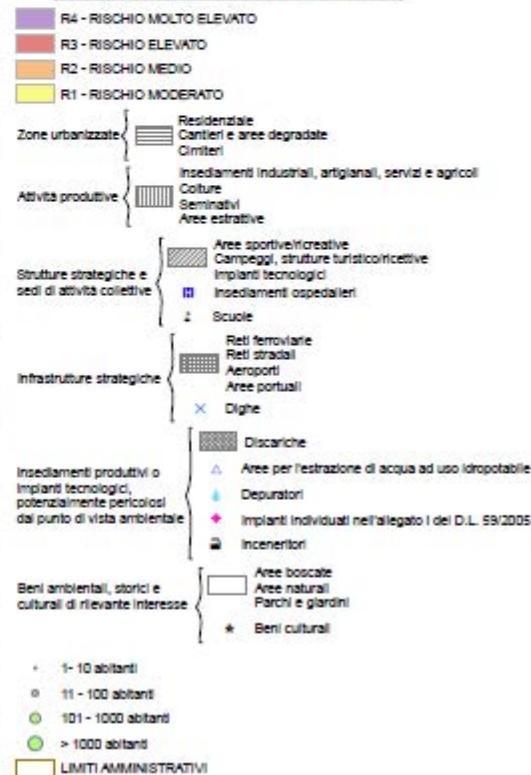 R4 - RISCHIO MOLTO ELEVATO
R3 - RISCHIO ELEVATO
R2 - RISCHIO MEDIO
R1 - RISCHIO MODERATO
Zone urbanizzate
Residenziale
Cantieri e aree degradate
Cimiteri
Attività produttive
Insediamenti industriali, artigianali, servizi e agricoli
Colture
Seminativi
Aree estrattive
Strutture strategiche e
sedi di attività collettive
Aree sportive/ricreative
Campeggi, strutture turistico/ricettive
Impianti tecnologici
H Insediamenti ospedalieri
Scuole
Infrastrutture strategiche
Reti ferroviarie
Reti stradali
Aeroporti
Aree portuali
Dighe
Insediamenti produttivi o
impianti tecnologici,
potenzialmente pericolosi
dal punto di vista ambientale
Discariche
Aree per l'estrazione di acqua ad uso idropotabile
Depuratori
Impianti individuati nell'allegato I del D.L. 59/2005
Inceneritori
Beni ambientali, storici e
culturali di rilevante interesse
Aree boscate
Aree naturali
Parchi e giardini
Beni culturali
1- 10 abitanti
11 - 100 abitanti
101 - 1000 abitanti
> 1000 abitanti
LIMITI AMMINISTRATIVI